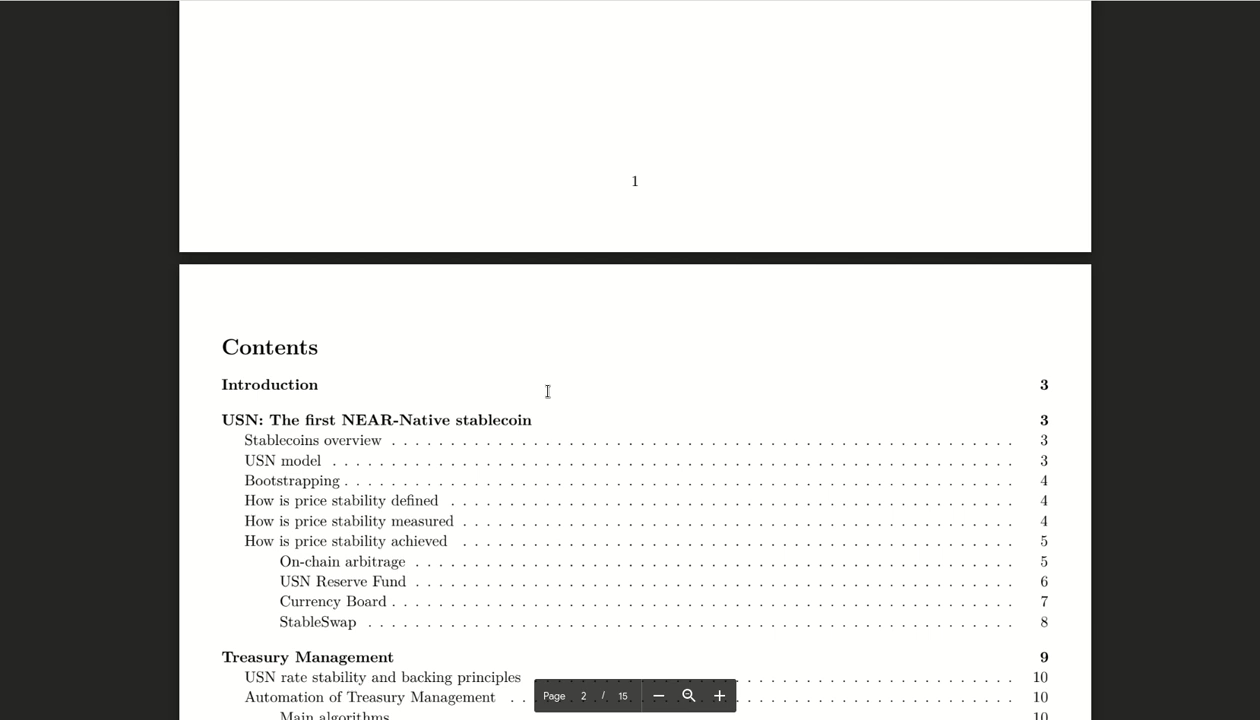 1
Contents
Introduction 3
USN: The first NEAR-Native stablecoin 3
Stablecoins overview . . . . . . . . . . . . . . . . . . . . . . . . . . . . . . . . 3
USN model . . . . . . . . . . . . . . . . . . . . . . . . . . . . . . . . . . . 3
Bootstrapping . . . . . . . . . . . . . . . . . . . . . . . . . . . . . . . . . . 4
How is price stability defined . . . . . . . . . . . . . . . . . . . . . . . . . . . . . 4
How is price stability measured . . . . . . . . . . . . . . . . . . . . . . . . . . . . 4
How is price stability achieved . . . . . . . . . . . . . . . . . . . . . . . . . . . . 5
On-chain arbitrage . . . . . . . . . . . . . . . . . . . . . . . . . . . . . . . 5
USN Reserve Fund . . . . . . . . . . . . . . . . . . . . . . . . . . . . . . . 6
Currency Board . . . . . . . . . . . . . . . . . . . . . . . . . . . . . . . . 7
StableSwap . . . . . . . . . . . . . . . . . . . . . . . . . . . . . . . . . 8
Treasury Management 9
USN rate stability and backing principles . . . . . . . . . . . . . . . 10
Automation of Treasury Management . . . . . . . . . . . . . . . . . 10
Main algorithms 10
Page 2 / 15